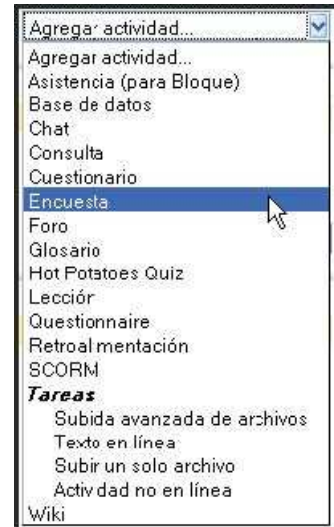 Agregar actividad...
Agregar actividad...
Asistencia (para Bloque)
Base de datos
Chat
Consulta
Cuestionario
Encuesta
Foro
Glosario
Hot Potatoes Quiz
Lección
Questionnaire
Retroalimentación
SCORM
Tareas
Subida avanzada de archivos
Texto en línea
Subir un solo archivo
Actividad no en línea
Wiki